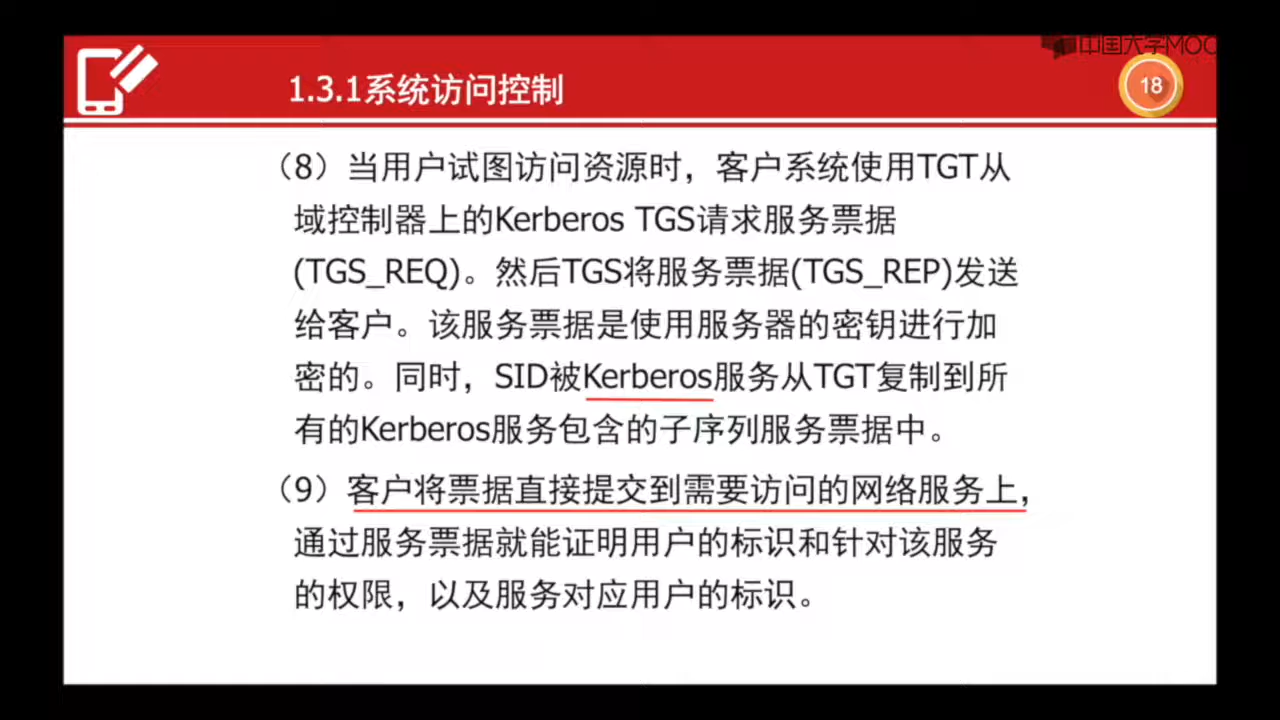 中国大学MOO
1.3.1系统访问控制
18
（8）当用户试图访问资源时，客户系统使用TGT从
域控制器上的Kerberos TGS请求服务票据
(TGS_REQ)。然后TGS将服务票据(TGS_REP)发送
给客户。该服务票据是使用服务器的密钥进行加
密的。同时，SID被Kerberos服务从TGT复制到所
有的Kerberos服务包含的子序列服务票据中。
（9）客户将票据直接提交到需要访问的网络服务上，
通过服务票据就能证明用户的标识和针对该服务
的权限，以及服务对应用户的标识。